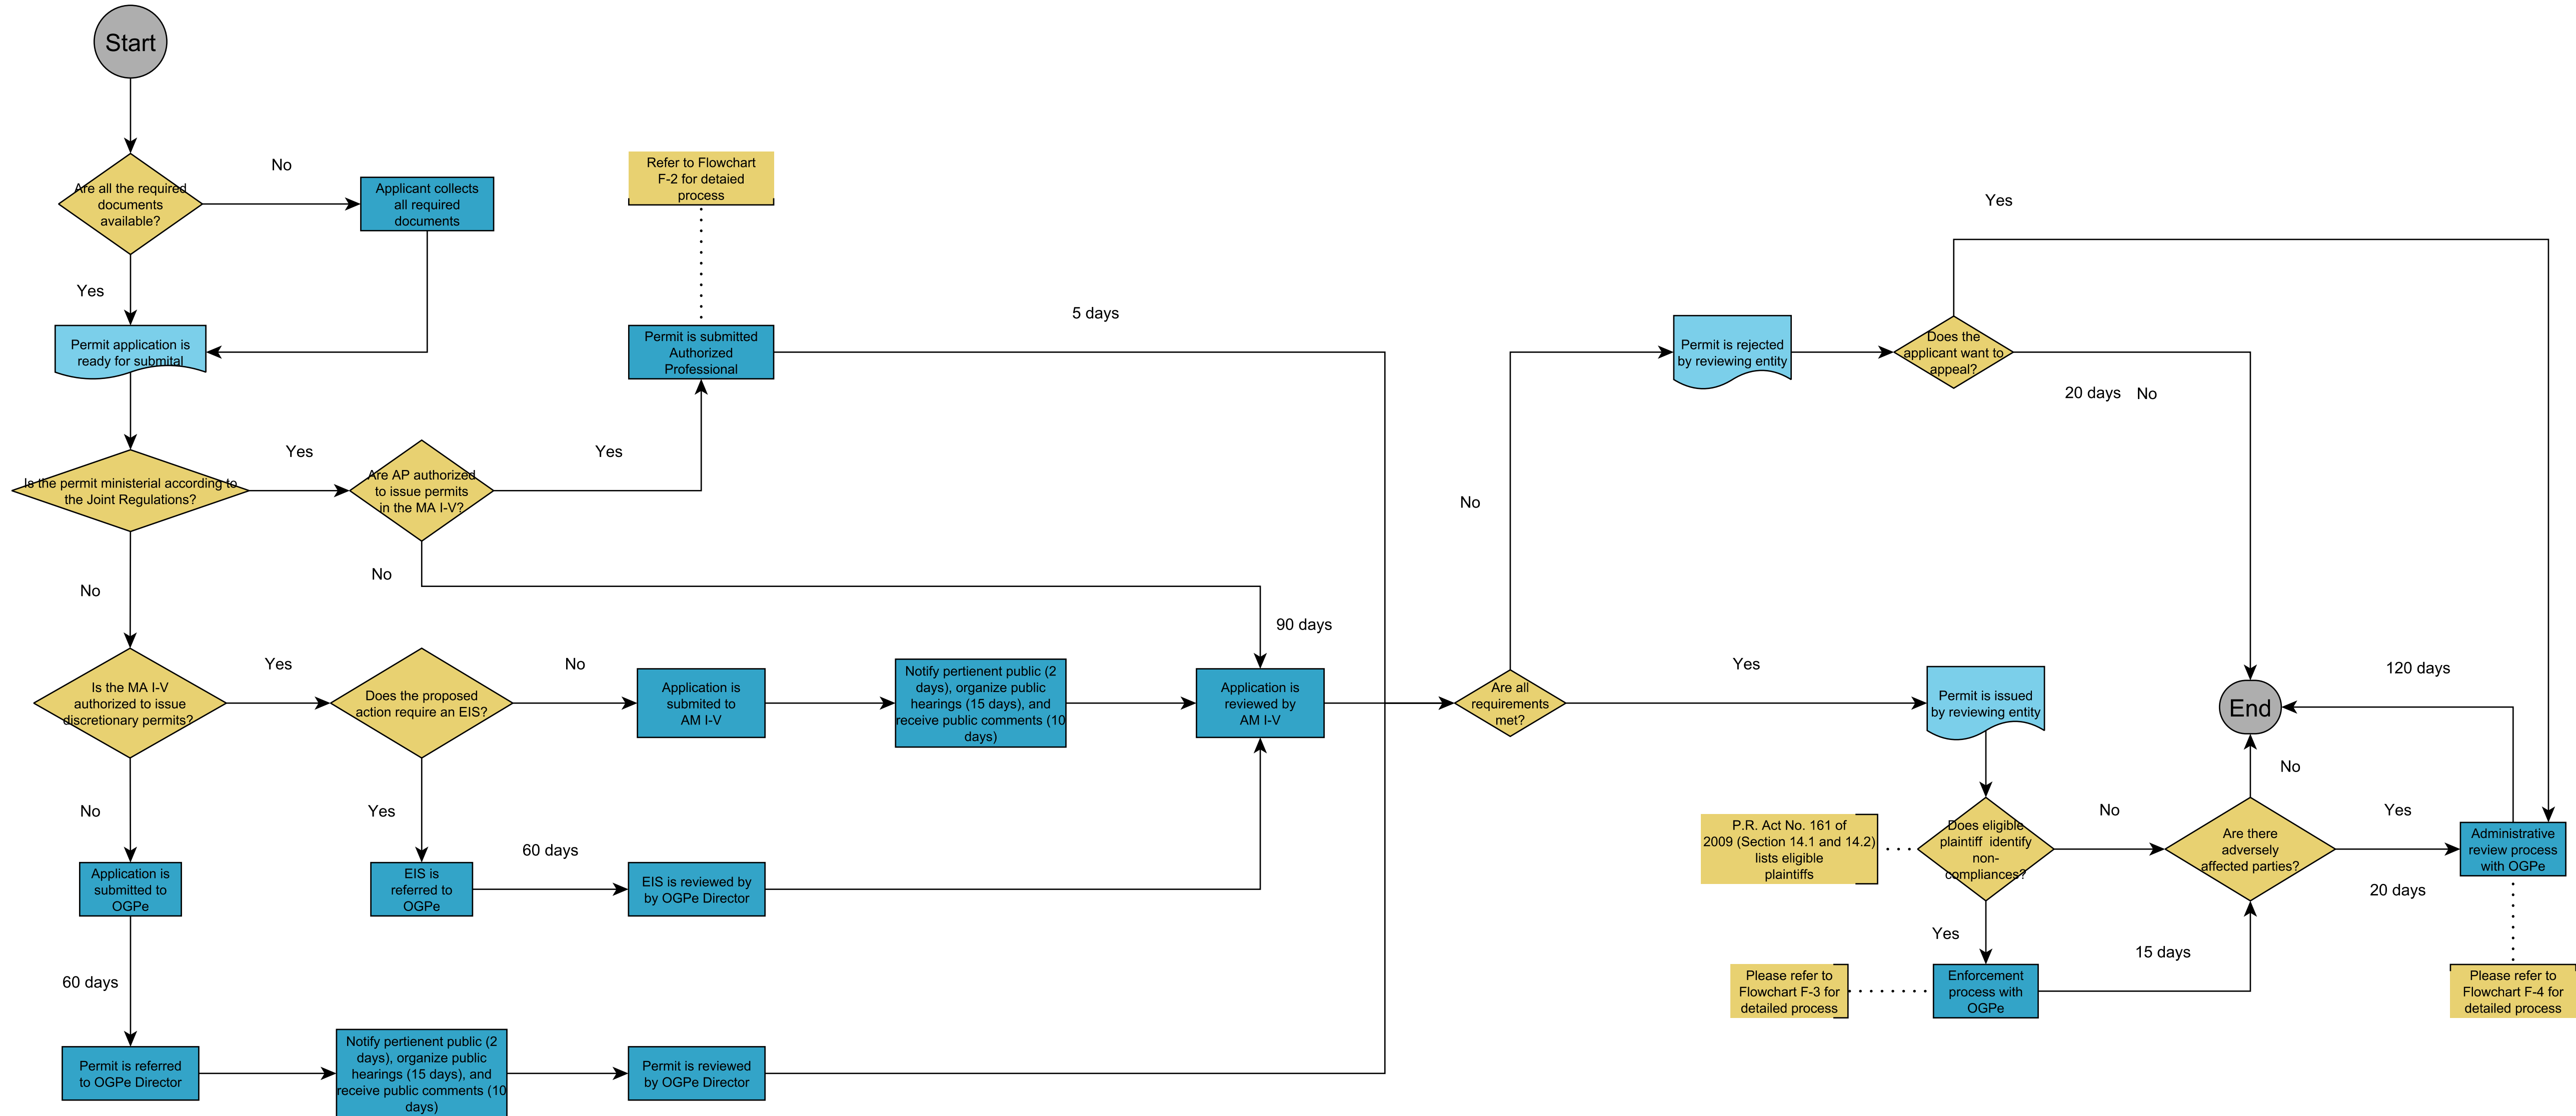 Start
Are all the required
documents
available?
No
Applicant collects
all required
documents
Yes
Permit application is
ready for submital
Refer to Flowchart
F-2 for detaied
process
Permit is submitted
Authorized
Professional
5 days
Is the permit ministerial according to
the Joint Regulations?
Yes
Are AP authorized
to issue permits
in the MA I-V?
Yes
No
No
90 days
Is the MA I-V
authorized to issue
discretionary permits?
Yes
Does the proposed
action require an EIS?
No
Application is
submited to
AM I-V
Notify pertienent public (2
days), organize public
hearings (15 days), and
receive public comments (10
days)
Application is
reviewed by
AM I-V
No
Yes
Application is
submitted to
OGPe
EIS is
referred to
OGPe
60 days
EIS is reviewed by
by OGPe Director
60 days
Permit is referred
to OGPe Director
Notify pertienent public (2
days), organize public
hearings (15 days), and
receive public comments (10
days)
Permit is reviewed
by OGPe Director
Are all
requirements
met?
No
Permit is rejected
by reviewing entity
Does the
applicant want to
appeal?
Yes
20 days
No
Yes
Permit is issued
by reviewing entity
End
120 days
P.R. Act No. 161 of
2009 (Section 14.1 and 14.2)
lists eligible
plaintiffs
Does eligible
plaintiff identify
non-
compliances?
No
Are there
adversely
affected parties?
No
Yes
20 days
Administrative
review process
with OGPe
Yes
Please refer to
Flowchart F-3 for
detailed process
Enforcement
process with
OGPe
15 days
Please refer to
Flowchart F-4 for
detailed process